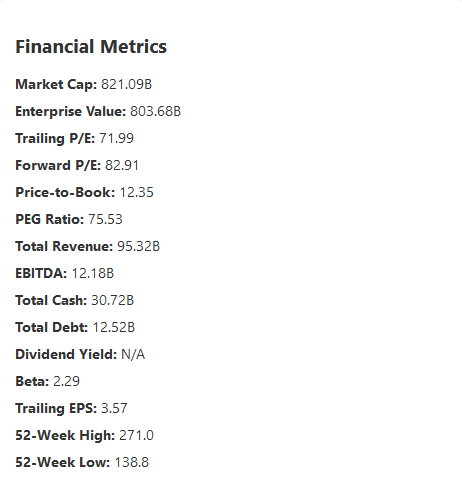 Financial Metrics
Market Cap: 821.09B
Enterprise Value: 803.68B
Trailing P/E: 71.99
Forward P/E: 82.91
Price-to-Book: 12.35
PEG Ratio: 75.53
Total Revenue: 95.32B
EBITDA: 12.18B
Total Cash: 30.72B
Total Debt: 12.52B
Dividend Yield: N/A
Beta: 2.29
Trailing EPS: 3.57
52-Week High: 271.0
52-Week Low: 138.8